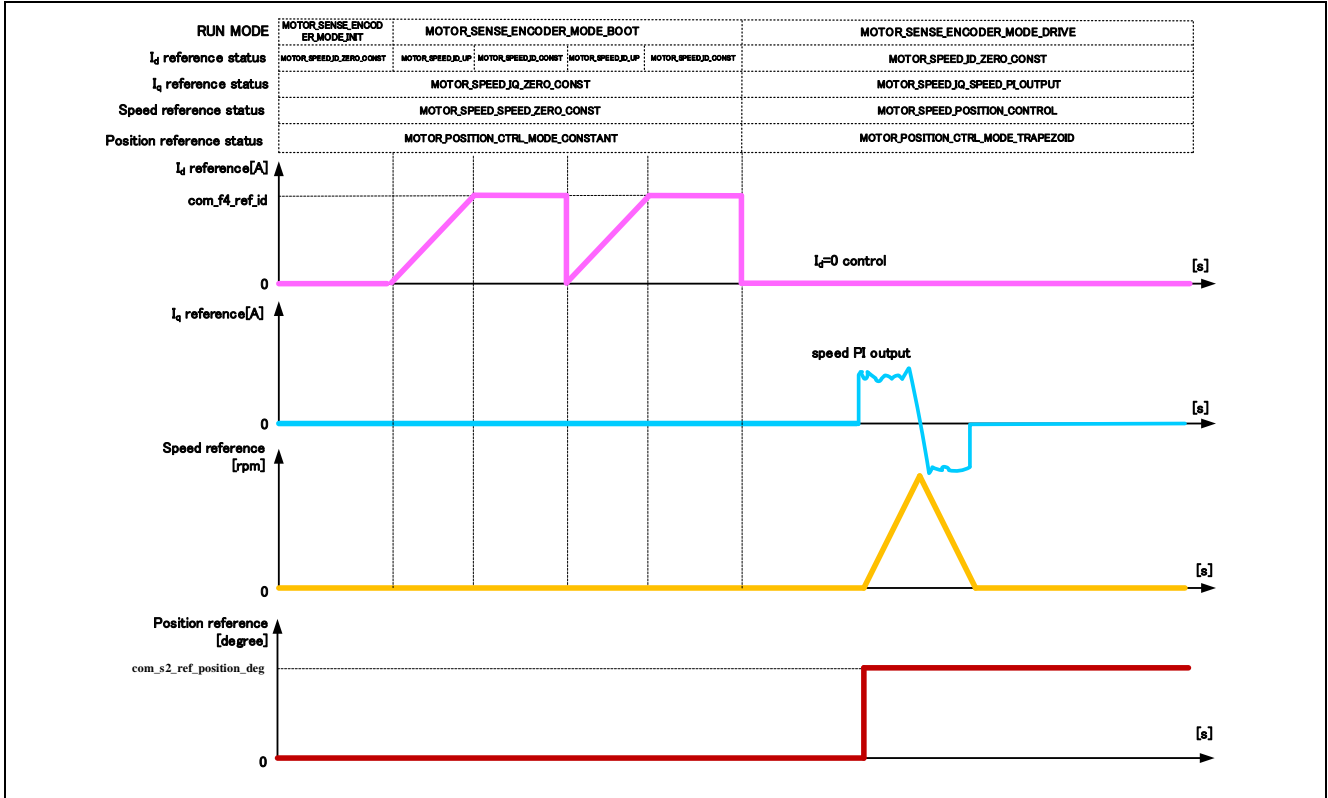 RUN MODE
MOTOR_SENSE_ENCOD
ER_MODE_INIT
MOTOR_SENSE_ENCODER_MODE_BOOT
MOTOR_SENSE_ENCODER_MODE_DRIVE
Id reference status
MOTOR_SPEED_ID_ZERO_CONST
MOTOR_SPEED_ID_UP
MOTOR_SPEED_ID_CONST
MOTOR_SPEED_ID_UP
MOTOR_SPEED_ID_CONST
MOTOR_SPEED_ID_ZERO_CONST
Iq reference status
MOTOR_SPEED_IQ_ZERO_CONST
MOTOR_SPEED_IQ_SPEED_PI_OUTPUT
Speed reference status
MOTOR_SPEED_SPEED_ZERO_CONST
MOTOR_SPEED_POSITION_CONTROL
Position reference status
MOTOR_POSITION_CTRL_MODE_CONSTANT
MOTOR_POSITION_CTRL_MODE_TRAPEZOID
Id reference[A]
com_f4_ref_id
Id=0 control
[s]
0
Iq reference[A]
speed PI output
[s]
0
Speed reference
[rpm]
[s]
0
Position reference
[degree]
com_s2_ref_position_deg
[s]
0